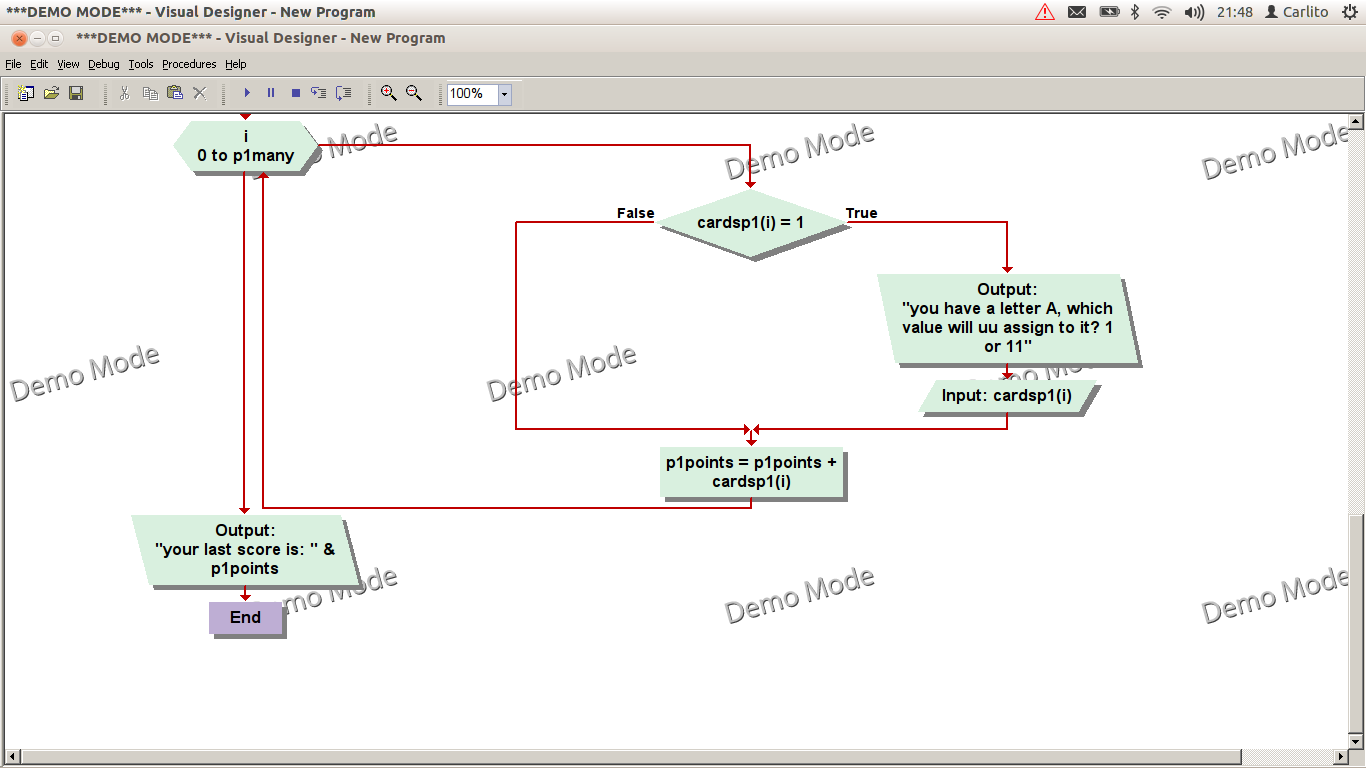 ***DEMO MODE*** - Visual Designer - New Program
21:48 Carlito
***DEMO MODE*** - Visual Designer - New Program
File Edit View Debug Tools Procedures Help
100%
i
0 to p1many
Mode
Demo Mode
Demo Mode
False
cardsp1(i) = 1
True
Output:
"you have a letter A, which
value will uu assign to it? 1
or 11"
Demo Mode
Demo Mode
Input: cardsp1(i)
p1points = p1points +
cardsp1(i)
Output:
"your last score is: " &
p1points
Mode
Demo Mode
Demo Mode
End